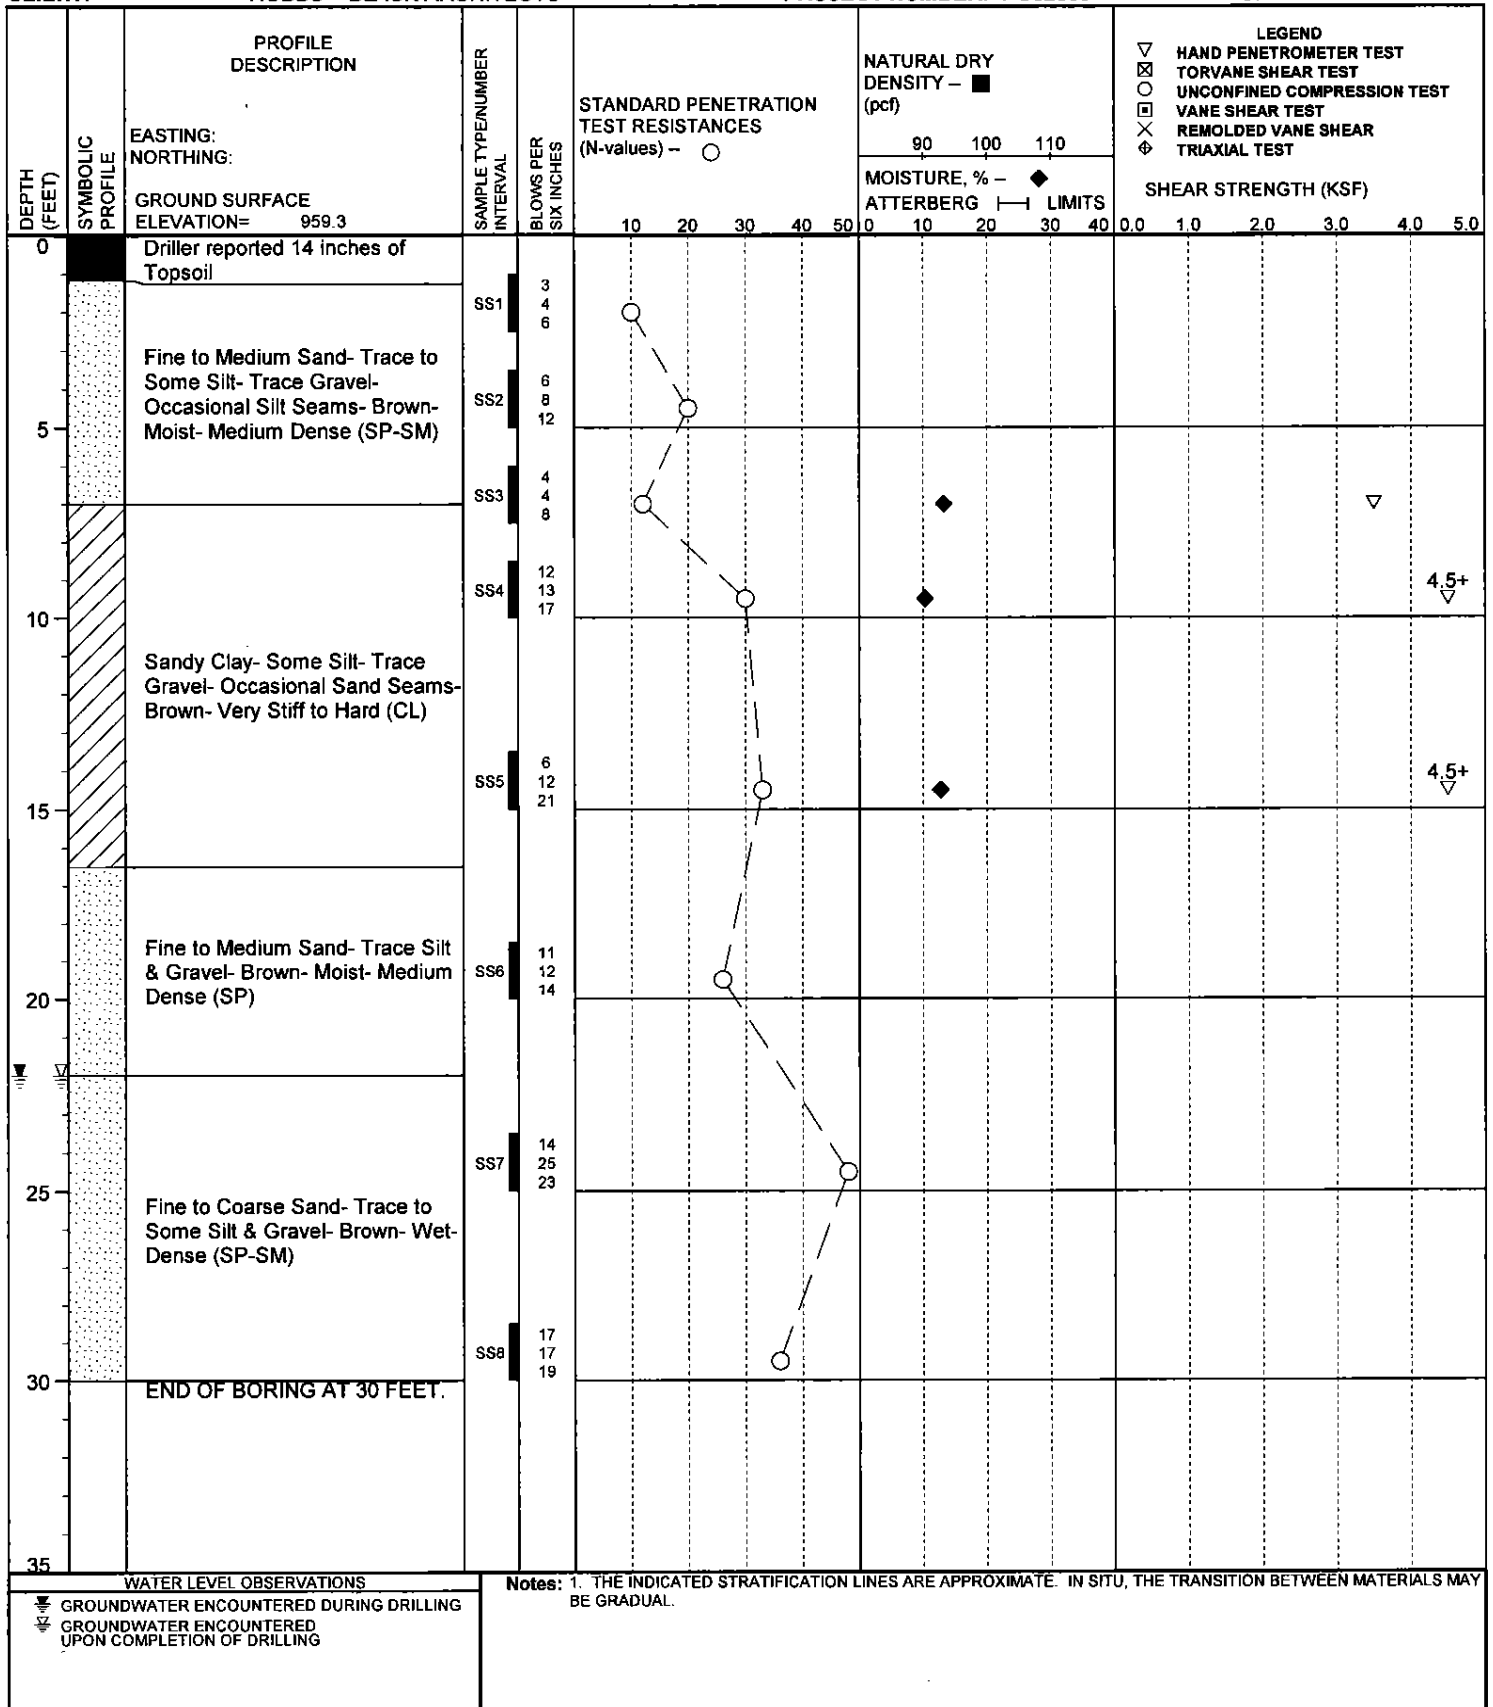 PROFILE
DESCRIPTION
EASTING:
NORTHING:
GROUND SURFACE
ELEVATION= 959.3
DEPTH
(FEET)
SYMBOLIC
PROFILE
SAMPLE TYPE/NUMBER
INTERVAL
BLOWS PER
SIX INCHES
STANDARD PENETRATION
TEST RESISTANCES
(N-values) –
10 20 30 40 50
NATURAL DRY
DENSITY –
(pcf)
90 100 110
MOISTURE, % –
ATTERBERG LIMITS
0 10 20 30 40
LEGEND
HAND PENETROMETER TEST
TORVANE SHEAR TEST
UNCONFINED COMPRESSION TEST
VANE SHEAR TEST
REMOLDED VANE SHEAR
TRIAXIAL TEST
SHEAR STRENGTH (KSF)
0.0 1.0 2.0 3.0 4.0 5.0
0
Driller reported 14 inches of
Topsoil
SS1
3
4
6
Fine to Medium Sand- Trace to
Some Silt- Trace Gravel-
Occasional Silt Seams- Brown-
Moist- Medium Dense (SP-SM)
SS2
6
8
12
5
SS3
4
4
8
SS4
12
13
17
4.5+
10
Sandy Clay- Some Silt- Trace
Gravel- Occasional Sand Seams-
Brown- Very Stiff to Hard (CL)
SS5
6
12
21
4.5+
15
Fine to Medium Sand- Trace Silt
& Gravel- Brown- Moist- Medium
Dense (SP)
SS6
11
12
14
20
SS7
14
25
23
25
Fine to Coarse Sand- Trace to
Some Silt & Gravel- Brown- Wet-
Dense (SP-SM)
SS8
17
17
19
30
END OF BORING AT 30 FEET.
35
WATER LEVEL OBSERVATIONS
GROUNDWATER ENCOUNTERED DURING DRILLING
GROUNDWATER ENCOUNTERED
UPON COMPLETION OF DRILLING
Notes: 1. THE INDICATED STRATIFICATION LINES ARE APPROXIMATE. IN SITU, THE TRANSITION BETWEEN MATERIALS MAY
BE GRADUAL.